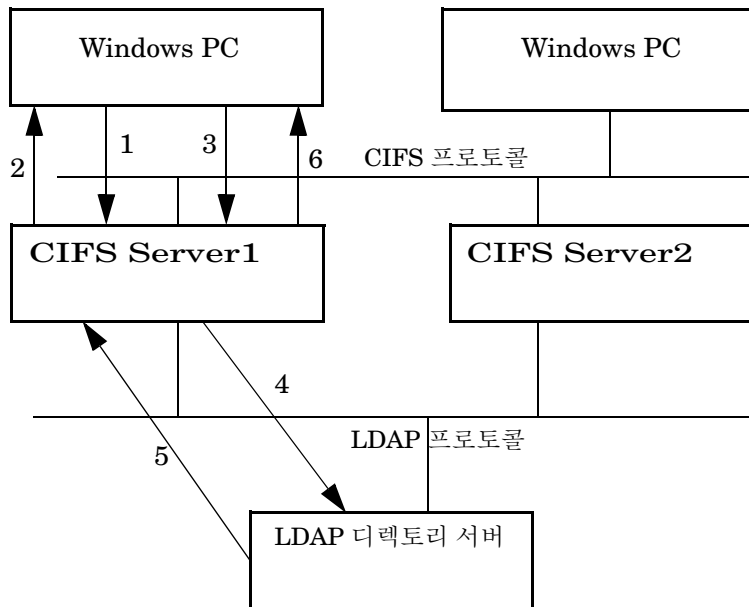 Windows PC
Windows PC
1
3
2
6
CIFS 프로토콜
CIFS Server1
CIFS Server2
4
LDAP 프로토콜
5
LDAP 디렉토리 서버